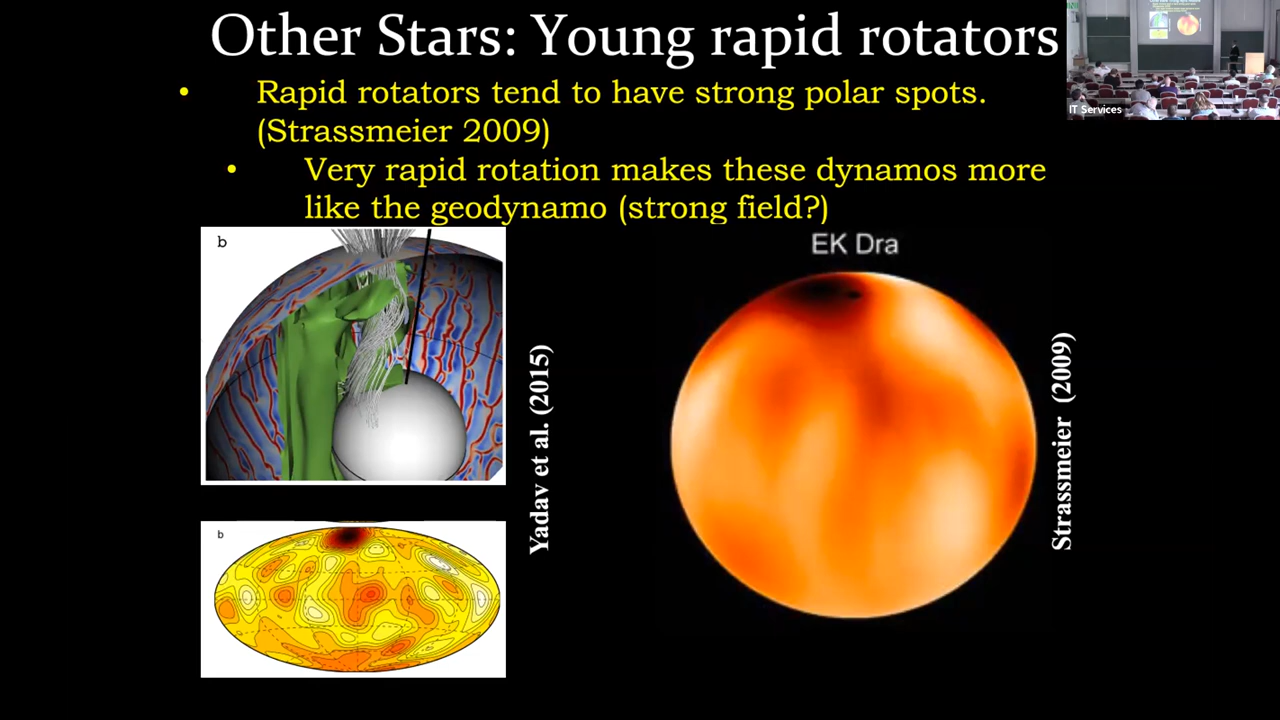 Other Stars: Young rapid rotators
• Rapid rotators tend to have strong polar spots.
(Strassmeier 2009)
• Very rapid rotation makes these dynamos more
like the geodynamo (strong field?)
IT Services
b
Yadav et al. (2015)
EK Dra
Strassmeier (2009)
b